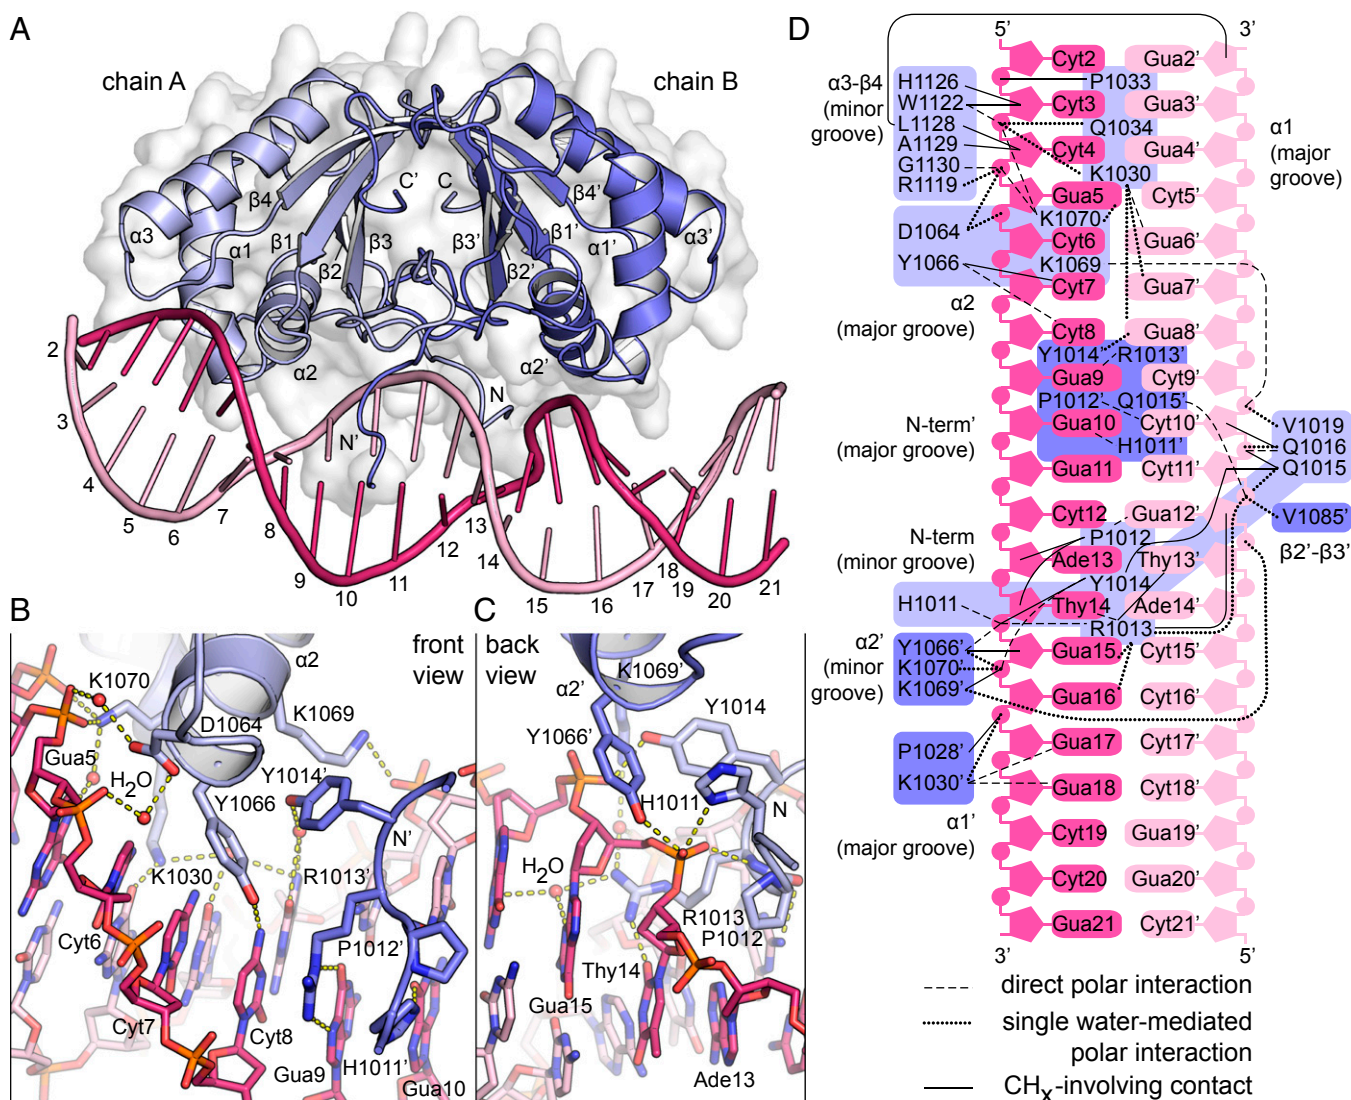 A
chain A
chain B
C'
C
β4
β4'
α3
α1
β1
β2
β3
β3'
β2'
β1'
α1'
α3'
α2
α2'
N'
N
2
3
4
5
6
7
8
9
10
11
12
13
14
15
16
17
18
19
20
21
B
front
view
α2
K1070
D1064
K1069
Gua5
H2O
Y1014'
Y1066
N'
K1030
R1013'
Cyt6
P1012'
Cyt7
Cyt8
Gua9
H1011'
Gua10
C
back
view
K1069'
α2'
Y1014
Y1066'
H1011
N
H2O
R1013
P1012
Thy14
Gua15
Ade13
D
5'
3'
Cyt2
Gua2'
α3-β4
(minor
groove)
H1126
W1122
L1128
A1129
G1130
R1119
P1033
Cyt3
Gua3'
Q1034
Cyt4
Gua4'
K1030
α1
(major
groove)
Gua5
Cyt5'
K1070
D1064
Cyt6
Gua6'
Y1066
K1069
Cyt7
Gua7'
α2
(major groove)
Cyt8
Gua8'
Y1014'
R1013'
Gua9
Cyt9'
P1012'
Q1015'
N-term'
(major groove)
Gua10
Cyt10'
H1011'
V1019
Q1016
Q1015
Gua11
Cyt11'
V1085'
β2'-β3'
Cyt12
Gua12'
N-term
(minor groove)
P1012
Ade13
Thy13'
Y1014
H1011
Thy14
Ade14'
R1013
α2'
(minor
groove)
Y1066'
K1070'
K1069'
Gua15
Cyt15'
Gua16
Cyt16'
P1028'
K1030'
Gua17
Cyt17'
Gua18
Cyt18'
α1'
(major groove)
Cyt19
Gua19'
Cyt20
Gua20'
Gua21
Cyt21'
3'
5'
direct polar interaction
single water-mediated
polar interaction
CHX-involving contact